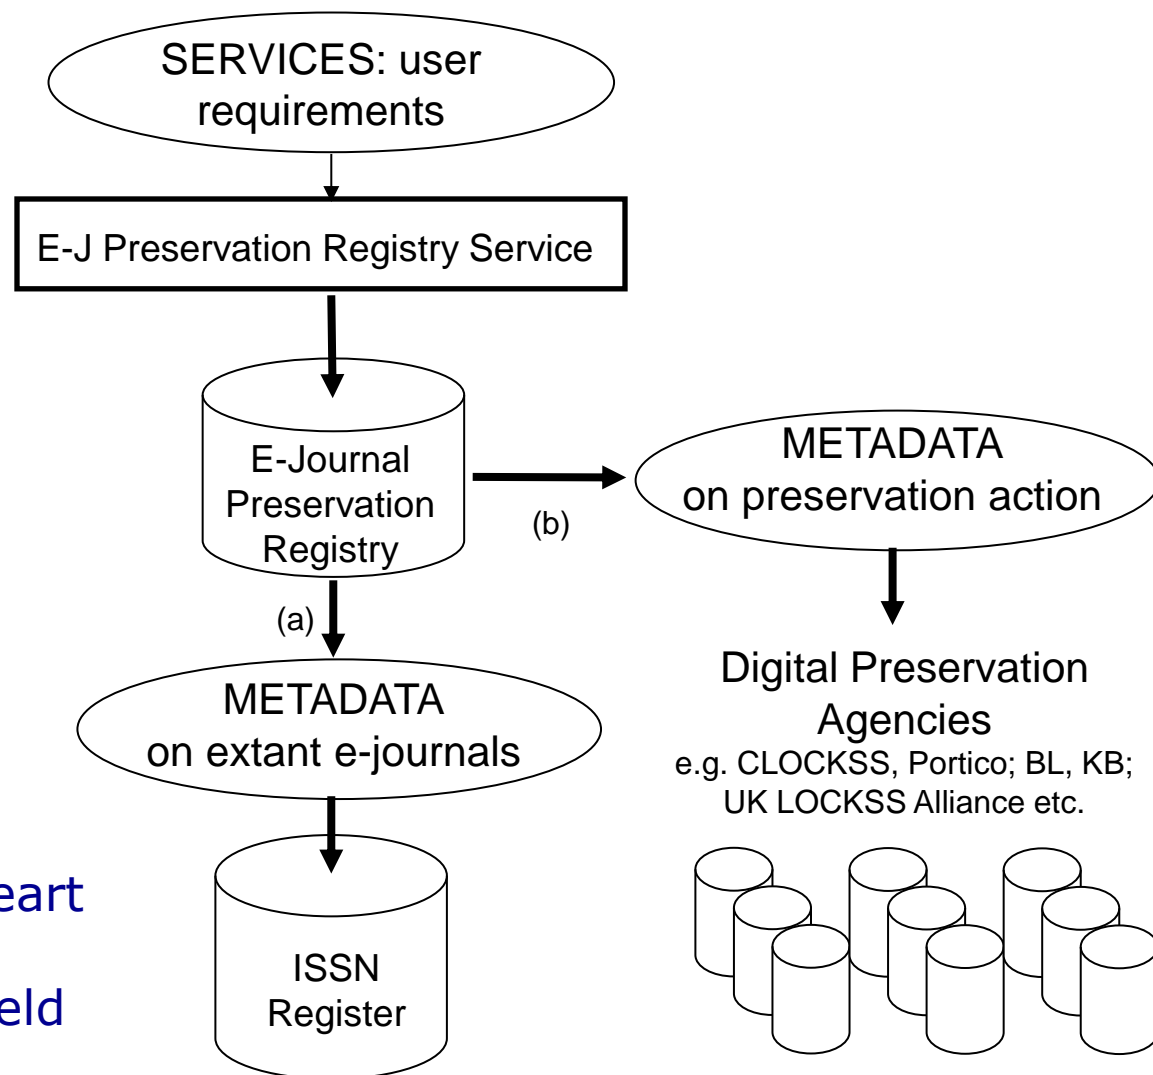 SERVICES: user
requirements
E-J Preservation Registry Service
E-Journal
Preservation
Registry
(b)
METADATA
on preservation action
(a)
METADATA
on extant e-journals
Digital Preservation
Agencies
e.g. CLOCKSS, Portico; BL, KB;
UK LOCKSS Alliance etc.
ISSN
Register